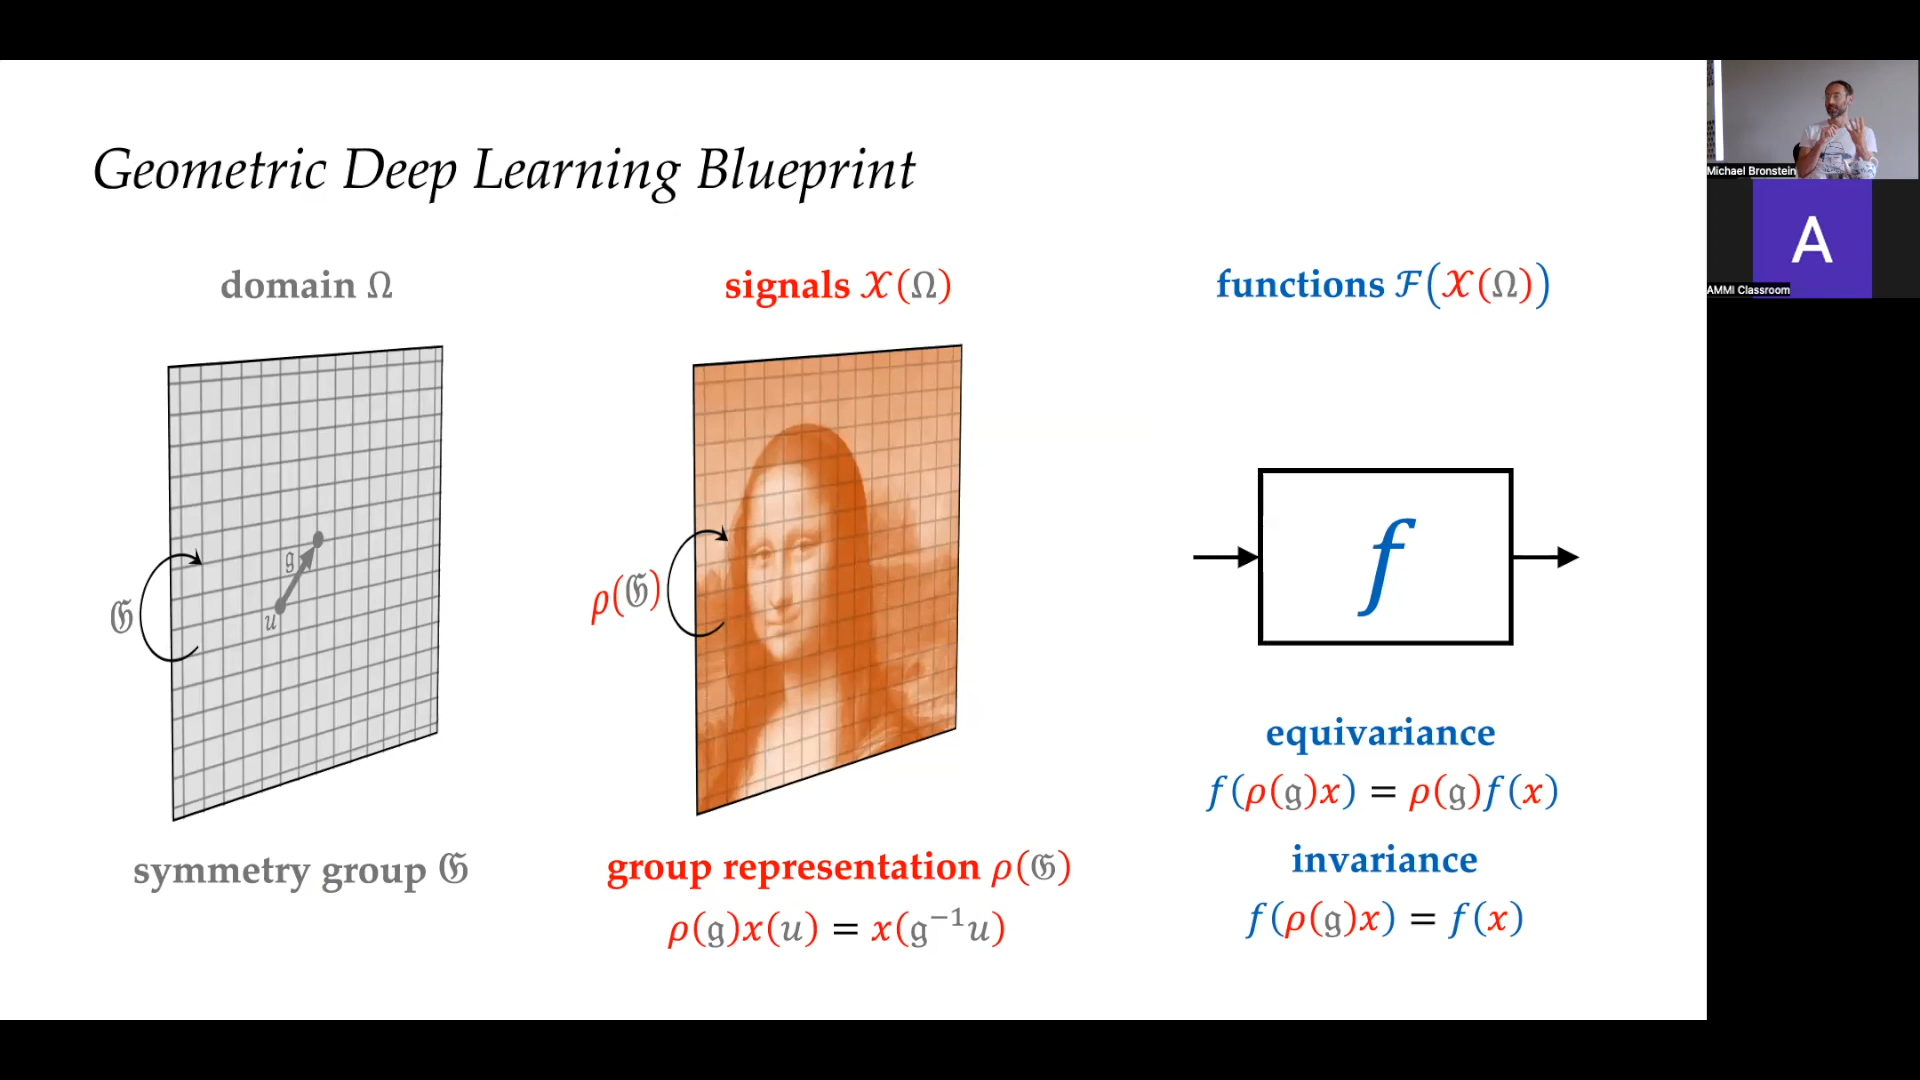 Geometric Deep Learning Blueprint
domain Ω
signals 𝒳(Ω)
functions ℱ(𝒳(Ω))
𝔊
𝔤
u
ρ(𝔊)
f
symmetry group 𝔊
group representation ρ(𝔊)
ρ(𝔤)x(u) = x(𝔤⁻¹u)
equivariance
f(ρ(𝔤)x) = ρ(𝔤)f(x)
invariance
f(ρ(𝔤)x) = f(x)
Michael Bronstein
A
AMMI Classroom